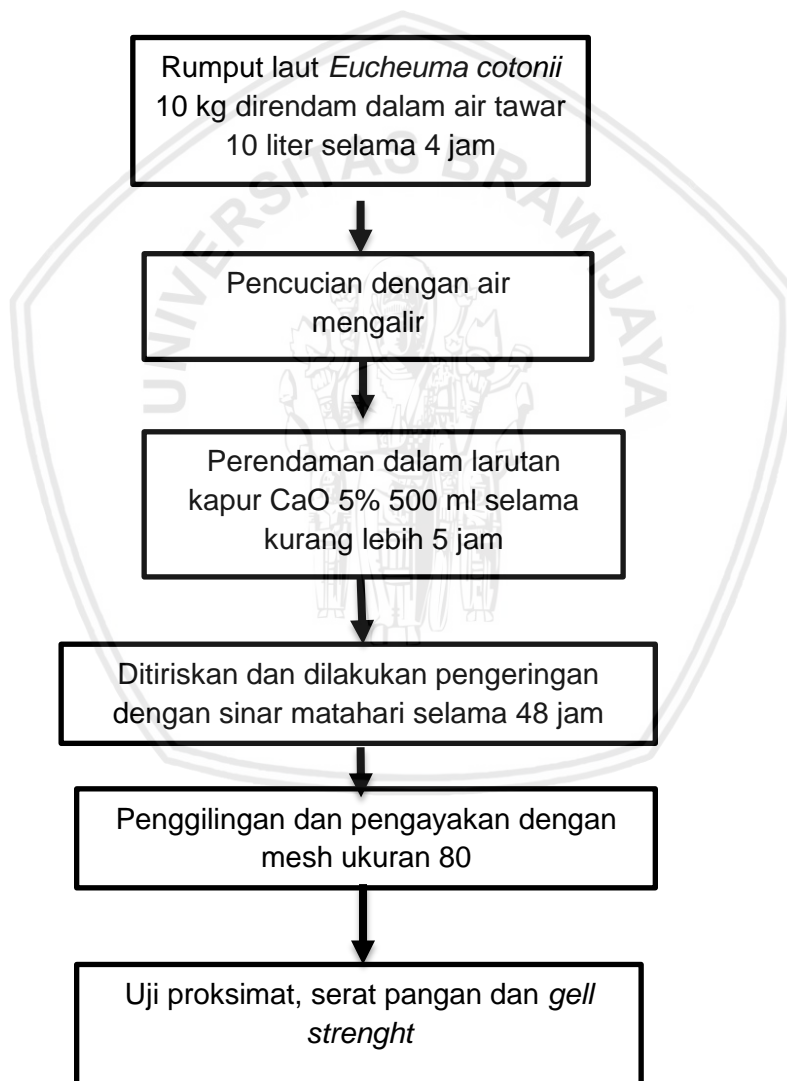 UNIVERSITAS BRAWIJAYA
Rumput laut Eucheuma cotonii
10 kg direndam dalam air tawar
10 liter selama 4 jam
Pencucian dengan air
mengalir
Perendaman dalam larutan
kapur CaO 5% 500 ml selama
kurang lebih 5 jam
Ditiriskan dan dilakukan pengeringan
dengan sinar matahari selama 48 jam
Penggilingan dan pengayakan dengan
mesh ukuran 80
Uji proksimat, serat pangan dan gell
strenght